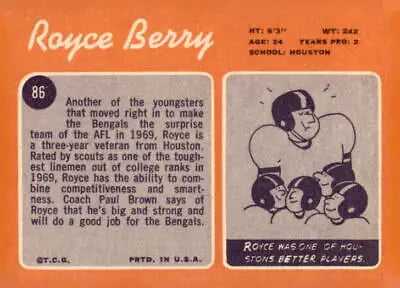 Royce Berry
HT: 6'3" WT: 242
AGE: 24 YEARS PRO: 2
SCHOOL: HOUSTON
86
Another of the youngsters
that moved right in to make
the Bengals the surprise
team of the AFL in 1969, Royce is
a three-year veteran from Houston.
Rated by scouts as one of the tough-
est linemen out of college ranks in
1969, Royce has the ability to com-
bine competitiveness and smart-
ness. Coach Paul Brown says of
Royce that he's big and strong and
will do a good job for the Bengals.
©T.C.G. PRTD. IN U.S.A.
ROYCE WAS ONE OF HOU-
STONS BETTER PLAYERS.